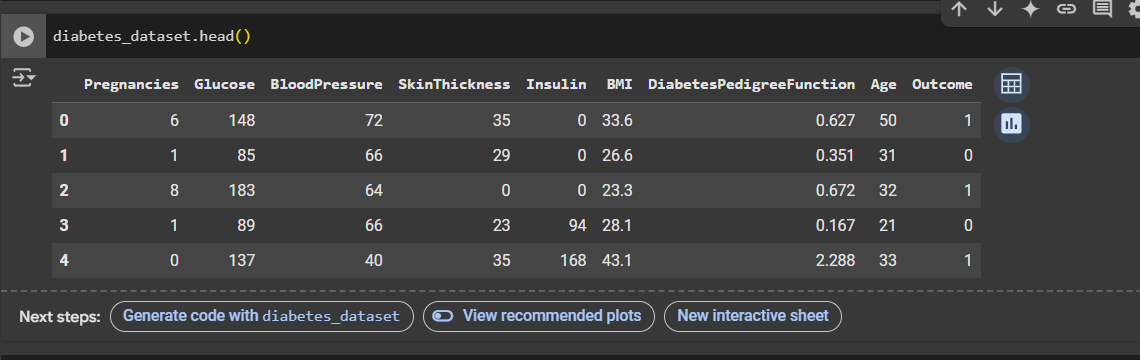 diabetes_dataset.head()
Pregnancies Glucose BloodPressure SkinThickness Insulin BMI DiabetesPedigreeFunction Age Outcome
0 6 148 72 35 0 33.6 0.627 50 1
1 1 85 66 29 0 26.6 0.351 31 0
2 8 183 64 0 0 23.3 0.672 32 1
3 1 89 66 23 94 28.1 0.167 21 0
4 0 137 40 35 168 43.1 2.288 33 1
Next steps: Generate code with diabetes_dataset View recommended plots New interactive sheet